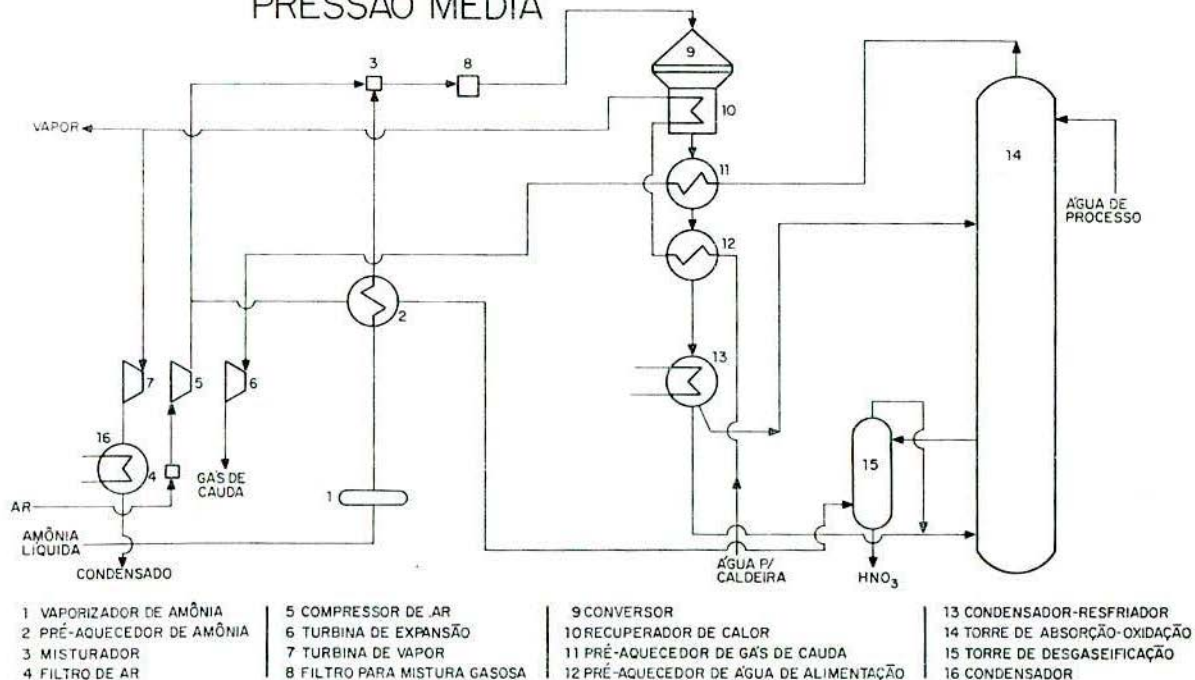 PRESSÃO MÉDIA
3
8
9
10
VAPOR
11
14
ÁGUA DE
PROCESSO
12
2
13
7
5
6
16
4
GÁS DE
CAUDA
15
1
AR
AMÔNIA
LÍQUIDA
CONDENSADO
ÁGUA P/
CALDEIRA
HNO3
1 VAPORIZADOR DE AMÔNIA
2 PRÉ-AQUECEDOR DE AMÔNIA
3 MISTURADOR
4 FILTRO DE AR
5 COMPRESSOR DE AR
6 TURBINA DE EXPANSÃO
7 TURBINA DE VAPOR
8 FILTRO PARA MISTURA GASOSA
9 CONVERSOR
10 RECUPERADOR DE CALOR
11 PRÉ-AQUECEDOR DE GÁS DE CAUDA
12 PRÉ-AQUECEDOR DE ÁGUA DE ALIMENTAÇÃO
13 CONDENSADOR-RESFRIADOR
14 TORRE DE ABSORÇÃO-OXIDAÇÃO
15 TORRE DE DESGASEIFICAÇÃO
16 CONDENSADOR